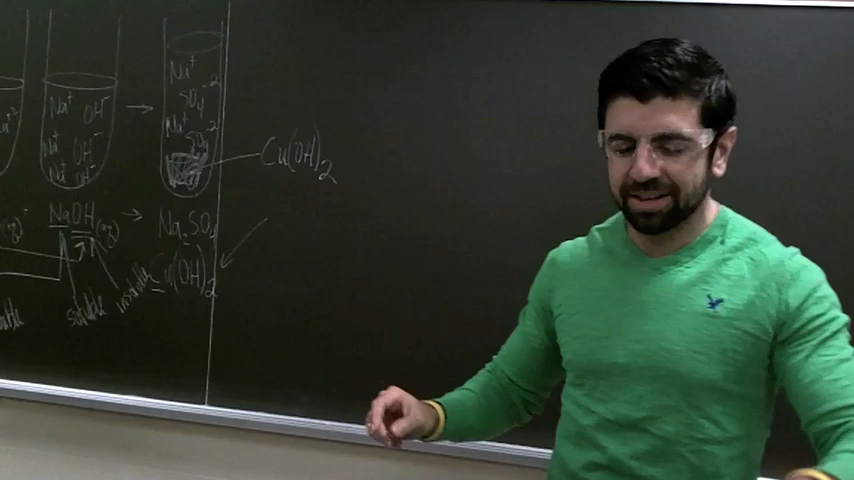 Na⁺ OH⁻
Na⁺ OH⁻
Na⁺ OH⁻
→
Na⁺
SO₄⁻²
Na⁺
SO₄⁻²
Cu(OH)₂
NaOH(aq) → Na₂SO₄
Cu(OH)₂
soluble
insoluble